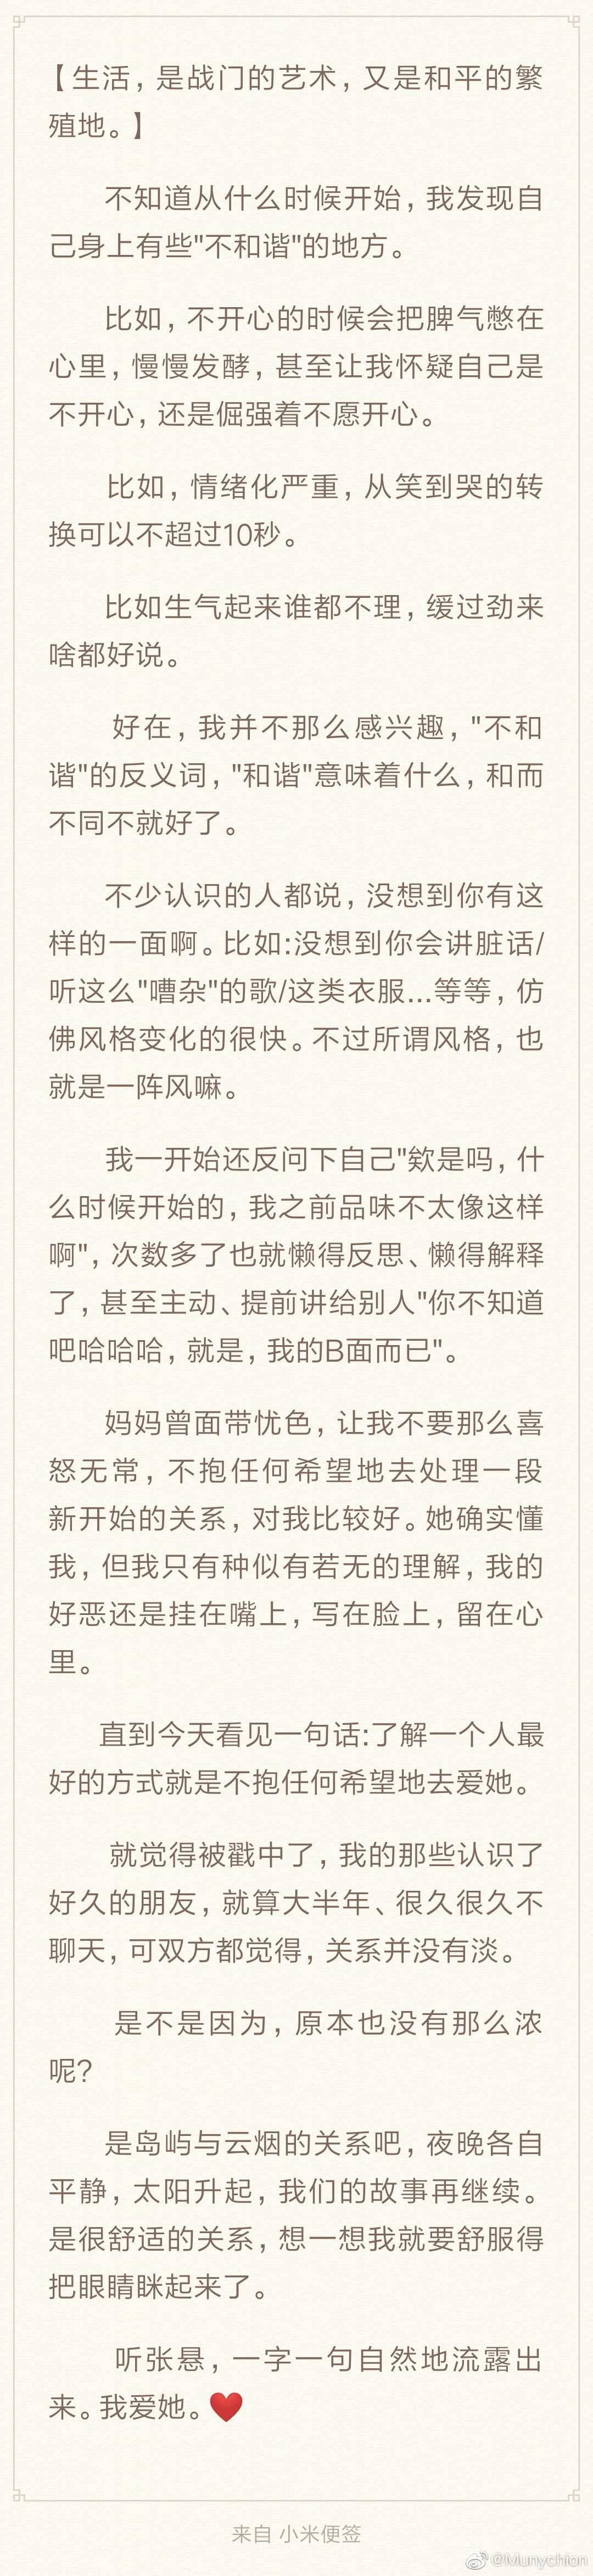 【生活，是战门的艺术，又是和平的繁
殖地。】
不知道从什么时候开始，我发现自
己身上有些"不和谐"的地方。
比如，不开心的时候会把脾气憋在
心里，慢慢发酵，甚至让我怀疑自己是
不开心，还是倔强着不愿开心。
比如，情绪化严重，从笑到哭的转
换可以不超过10秒。
比如生气起来谁都不理，缓过劲来
啥都好说。
好在，我并不那么感兴趣，"不和
谐"的反义词，"和谐"意味着什么，和而
不同不就好了。
不少认识的人都说，没想到你有这
样的一面啊。比如:没想到你会讲脏话/
听这么"嘈杂"的歌/这类衣服...等等，仿
佛风格变化的很快。不过所谓风格，也
就是一阵风嘛。
我一开始还反问下自己"欸是吗，什
么时候开始的，我之前品味不太像这样
啊"，次数多了也就懒得反思、懒得解释
了，甚至主动、提前讲给别人"你不知道
吧哈哈哈，就是，我的B面而已"。
妈妈曾面带忧色，让我不要那么喜
怒无常，不抱任何希望地去处理一段
新开始的关系，对我比较好。她确实懂
我，但我只有种似有若无的理解，我的
好恶还是挂在嘴上，写在脸上，留在心
里。
直到今天看见一句话:了解一个人最
好的方式就是不抱任何希望地去爱她。
就觉得被戳中了，我的那些认识了
好久的朋友，就算大半年、很久很久不
聊天，可双方都觉得，关系并没有淡。
是不是因为，原本也没有那么浓
呢?
是岛屿与云烟的关系吧，夜晚各自
平静，太阳升起，我们的故事再继续。
是很舒适的关系，想一想我就要舒服得
把眼睛眯起来了。
听张悬，一字一句自然地流露出
来。我爱她。❤️
来自 小米便签
@Munychion